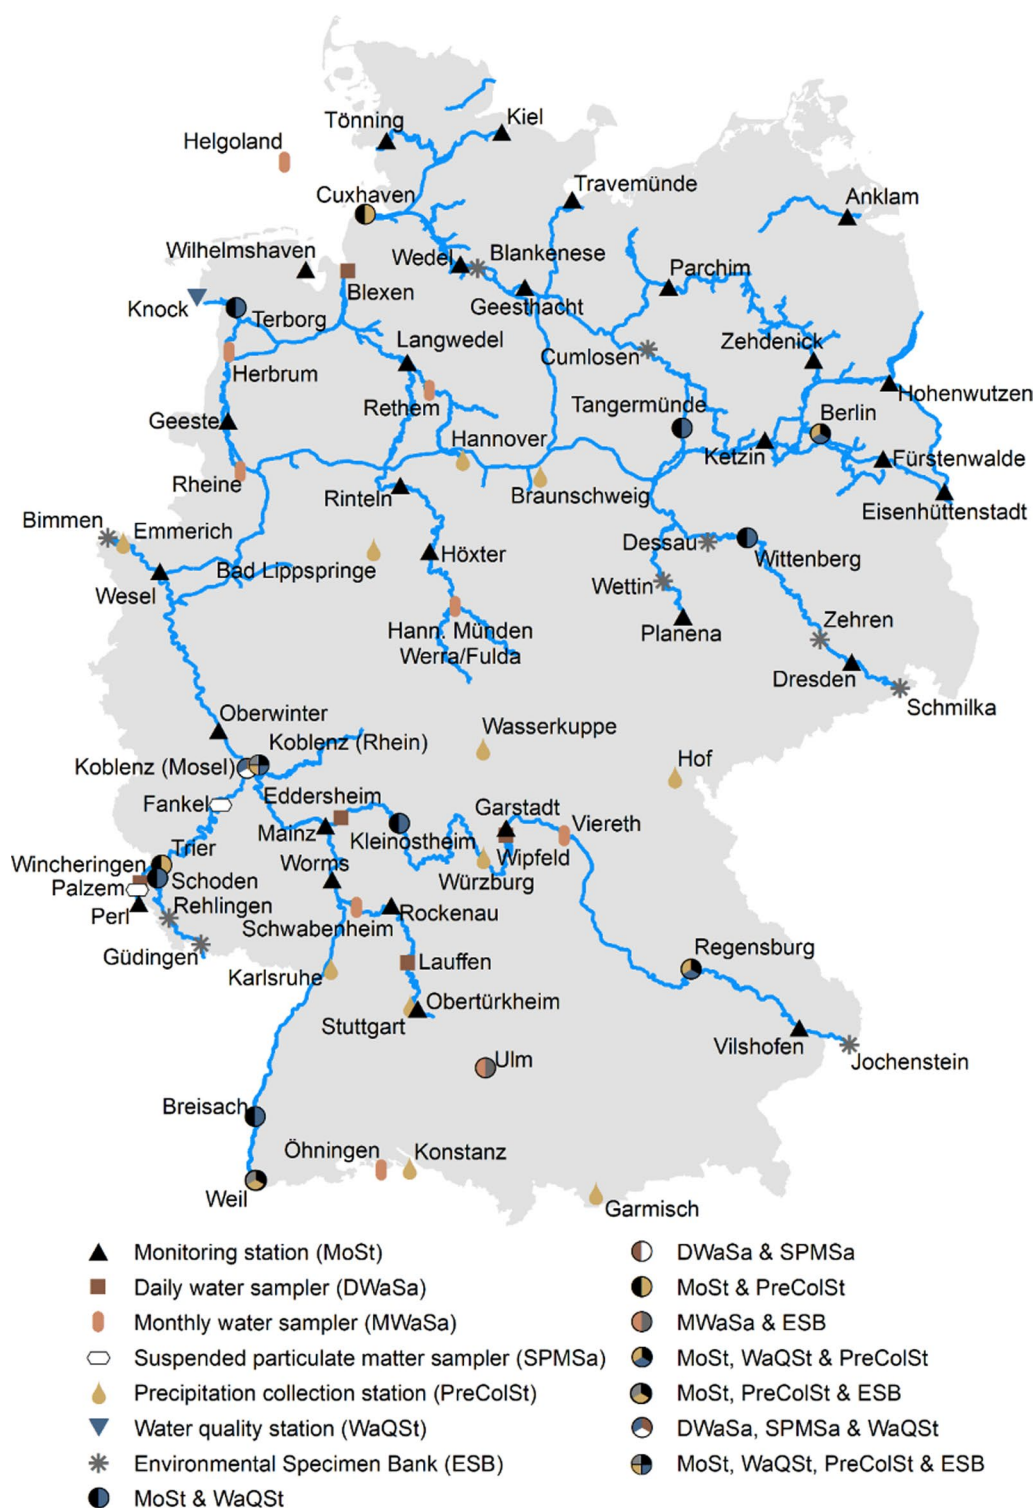 Tönning
Kiel
Helgoland
Travemünde
Cuxhaven
Anklam
Wilhelmshaven
Wedel
Blankenese
Parchim
Blexen
Knock
Geesthacht
Terborg
Langwedel
Cumlosen
Zehdenick
Herbrum
Hohenwutzen
Rethem
Tangermünde
Berlin
Geeste
Hannover
Ketzin
Fürstenwalde
Rheine
Rinteln
Braunschweig
Eisenhüttenstadt
Bimmen
Emmerich
Dessau
Wittenberg
Höxter
Bad Lippspringe
Wettin
Wesel
Zehren
Hann. Münden
Werra/Fulda
Planena
Dresden
Schmilka
Oberwinter
Wasserkuppe
Koblenz (Rhein)
Hof
Koblenz (Mosel)
Eddersheim
Fankel
Garstadt
Viereth
Mainz
Kleinostheim
Trier
Wipfeld
Wincheringen
Worms
Würzburg
Schoden
Palzem
Rehlingen
Perl
Rockenau
Schwabenheim
Regensburg
Güdingen
Lauffen
Karlsruhe
Obertürkheim
Stuttgart
Vilshofen
Jochenstein
Ulm
Breisach
Öhningen
Konstanz
Weil
Garmisch
Monitoring station (MoSt)
Daily water sampler (DWaSa)
Monthly water sampler (MWaSa)
Suspended particulate matter sampler (SPMSa)
Precipitation collection station (PreColSt)
Water quality station (WaQSt)
Environmental Specimen Bank (ESB)
MoSt & WaQSt
DWaSa & SPMSa
MoSt & PreColSt
MWaSa & ESB
MoSt, WaQSt & PreColSt
MoSt, PreColSt & ESB
DWaSa, SPMSa & WaQSt
MoSt, WaQSt, PreColSt & ESB